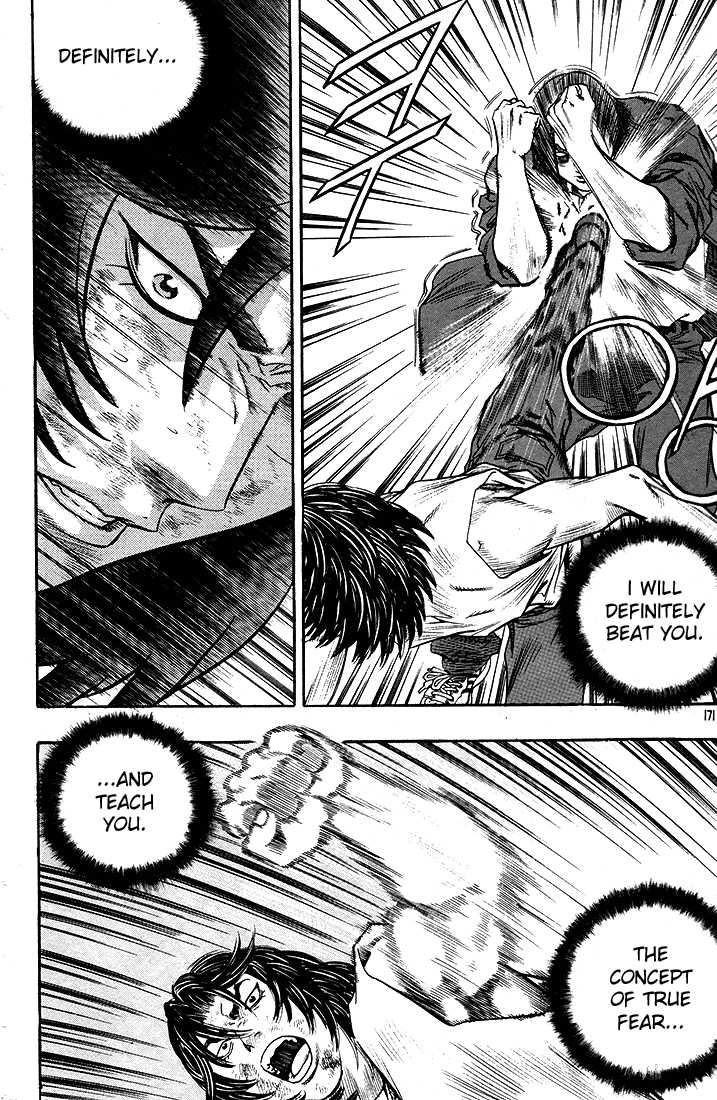 I WILL
DEFINITELY
BEAT YOU.
171
DEFINITELY...
...AND
TEACH
YOU.
THE
CONCEPT
OF TRUE
FEAR...